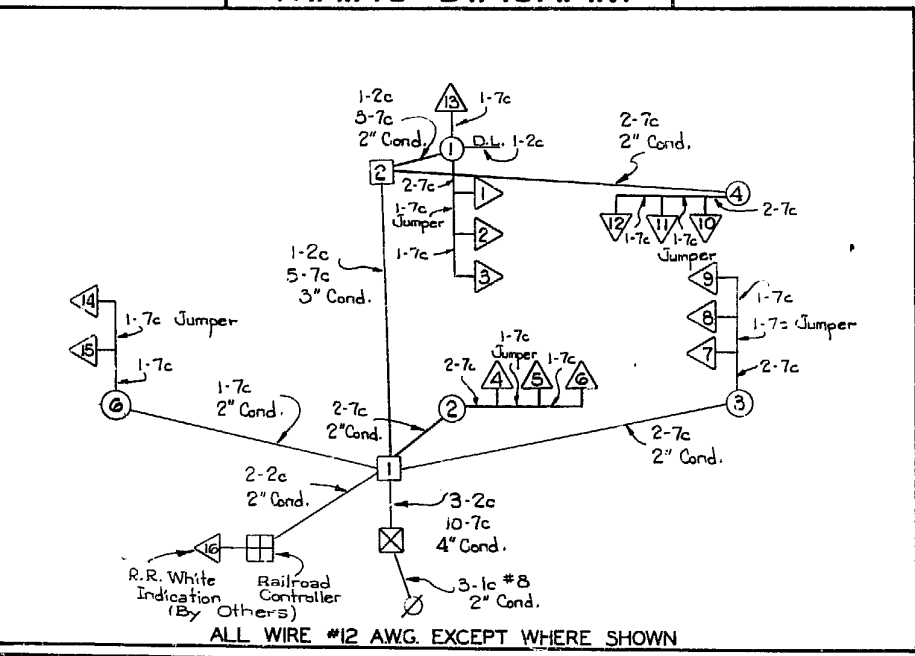 1-2c
3-7c
2" Cond.
13
1-7c
1
D.L.
1-2c
2
2-7c
2" Cond.
4
2-7c
12
1-7c
11
1-7c
Jumper
10
2-7c
1
1-7c
Jumper
2
1-7c
3
1-2c
5-7c
3" Cond.
9
1-7c
8
1-7c Jumper
7
2-7c
3
2-7c
2" Cond.
14
1-7c Jumper
15
1-7c
6
1-7c
2" Cond.
1-7c
Jumper
2-7c
1-7c
4
5
6
2
2-7c
2" Cond.
1
2-2c
2" Cond.
3-2c
10-7c
4" Cond.
16
R.R. White
Indication
(By Others)
Railroad
Controller
3-1c #8
2" Cond.
ALL WIRE #12 A.W.G. EXCEPT WHERE SHOWN